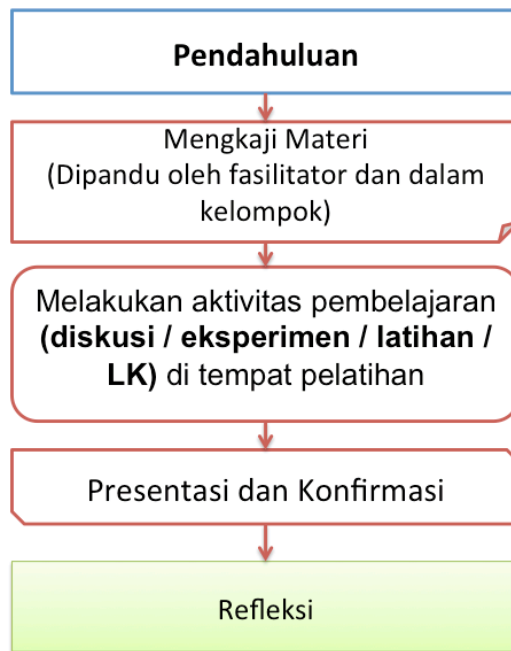 Pendahuluan
Mengkaji Materi
(Dipandu oleh fasilitator dan dalam
kelompok)
Melakukan aktivitas pembelajaran
(diskusi / eksperimen / latihan /
LK) di tempat pelatihan
Presentasi dan Konfirmasi
Refleksi